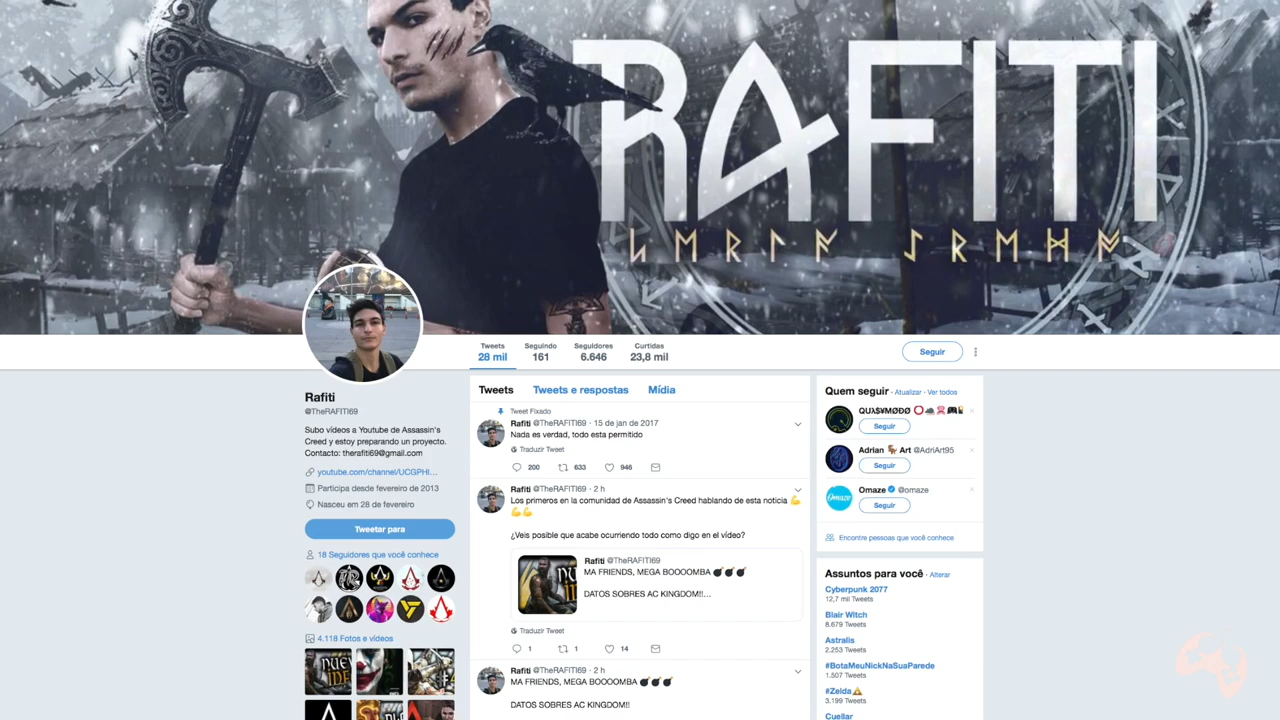 RAFITI
Tweets
28 mil
Seguindo
161
Seguidores
6.646
Curtidas
23,8 mil
Seguir
Rafiti
@TheRAFITI69
Subo vídeos a Youtube de Assassin's
Creed y estoy preparando un proyecto.
Contacto: therafiti69@gmail.com
youtube.com/channel/UCGPHl...
Participa desde fevereiro de 2013
Nasceu em 28 de fevereiro
Tweetar para
18 Seguidores que você conhece
4.118 Fotos e vídeos
Tweets Tweets e respostas Mídia
Tweet Fixado
Rafiti @TheRAFITI69 · 15 de jan de 2017
Nada es verdad, todo esta permitido
Traduzir Tweet
200 633 946
Rafiti @TheRAFITI69 · 2 h
Los primeros en la comunidad de Assassin's Creed hablando de esta noticia 💪
💪💪
¿Veis posible que acabe ocurriendo todo como digo en el vídeo?
Rafiti @TheRAFITI69
MA FRIENDS, MEGA BOOOOMBA 💣💣💣
DATOS SOBRES AC KINGDOM!!...
Traduzir Tweet
1 1 14
Rafiti @TheRAFITI69 · 2 h
MA FRIENDS, MEGA BOOOOMBA 💣💣💣
DATOS SOBRES AC KINGDOM!!
Quem seguir · Atualizar · Ver todos
QUλ$¥MØÐØ
Seguir
Adrian Art @AdriArt95
Seguir
Omaze @omaze
Seguir
Encontre pessoas que você conhece
Assuntos para você · Alterar
Cyberpunk 2077
12,7 mil Tweets
Blair Witch
8.679 Tweets
Astralis
2.253 Tweets
#BotaMeuNickNaSuaParede
1.507 Tweets
#Zelda
3.199 Tweets
Cuellar